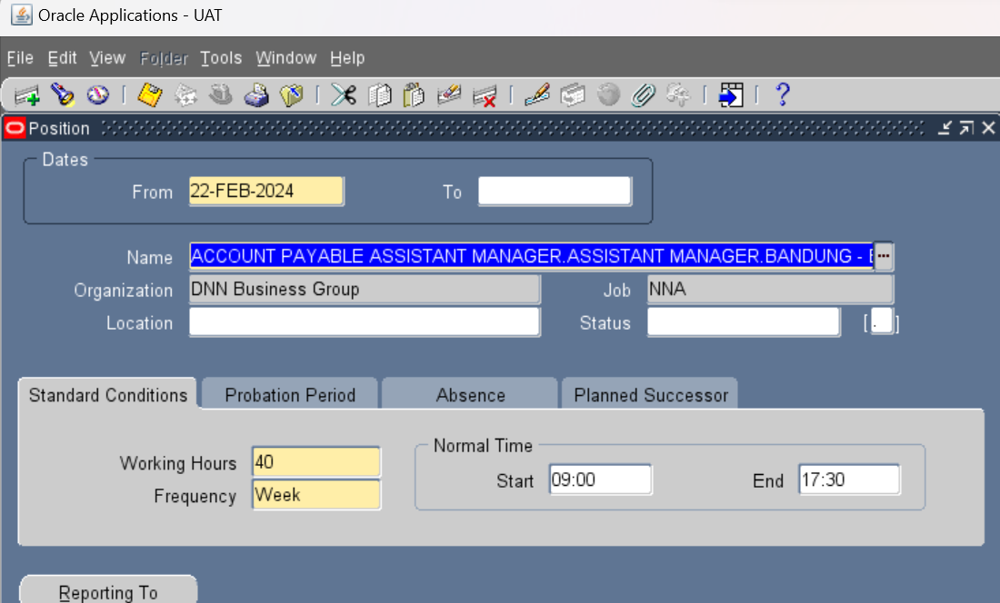 Oracle Applications - UAT
File Edit View Folder Tools Window Help
?
Position
Dates
From 22-FEB-2024 To
Name ACCOUNT PAYABLE ASSISTANT MANAGER.ASSISTANT MANAGER.BANDUNG -
Organization DNN Business Group Job NNA
Location Status [ . ]
Standard Conditions Probation Period Absence Planned Successor
Normal Time
Working Hours 40
Start 09:00 End 17:30
Frequency Week
Reporting To